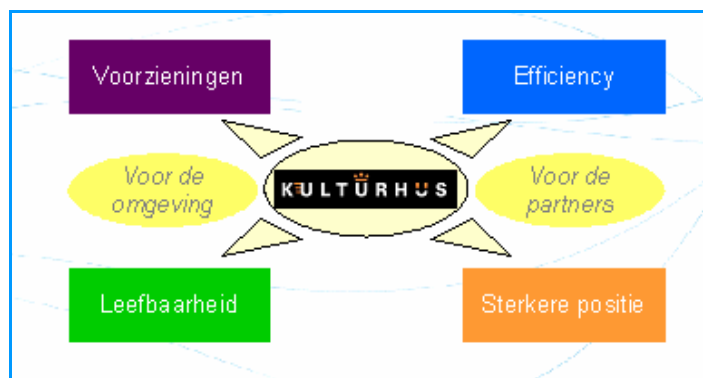 Voorzieningen
Efficiency
Voor de
omgeving
KULTURHUS
Voor de
partners
Leefbaarheid
Sterkere positie